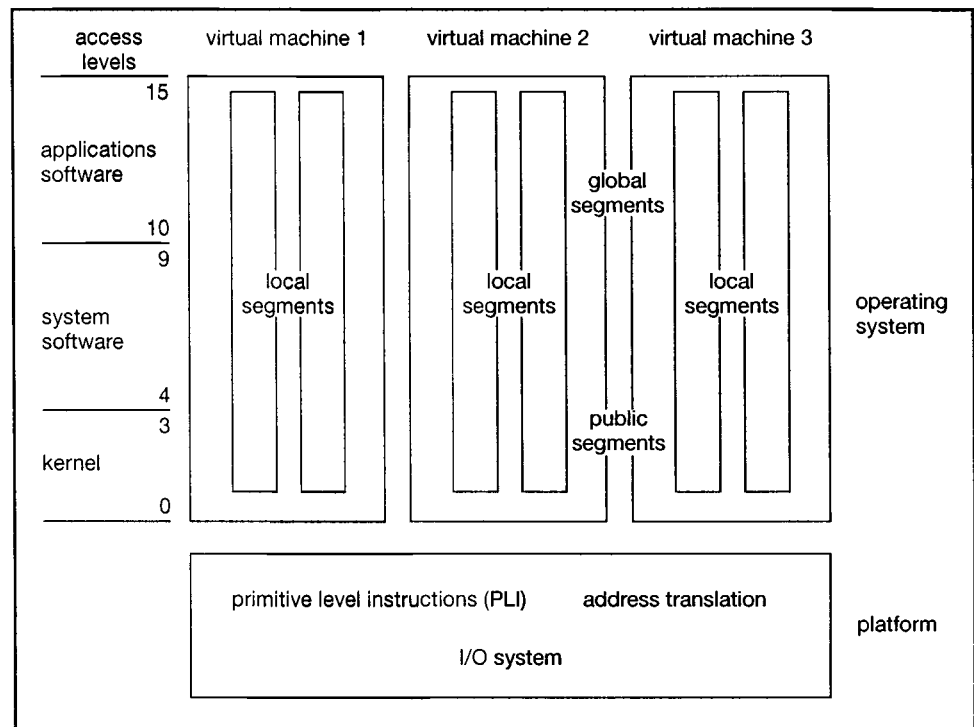 access levels
virtual machine 1
virtual machine 2
virtual machine 3
15
applications
software
10
9
system
software
4
3
kernel
0
local
segments
local
segments
global
segments
local
segments
public
segments
operating
system
primitive level instructions (PLI)
address translation
I/O system
platform